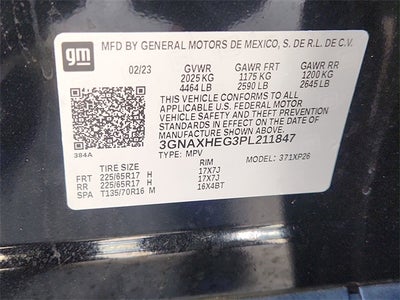 gm MFD BY GENERAL MOTORS DE MEXICO, S. DE R.L. DE C.V.
02/23 GVWR GAWR FRT GAWR RR
2025 KG 1175 KG 1200 KG
4464 LB 2590 LB 2645 LB
THIS VEHICLE CONFORMS TO ALL
APPLICABLE U.S. FEDERAL MOTOR
VEHICLE SAFETY AND THEFT PREVENTION
STANDARDS IN EFFECT ON THE DATE OF
MANUFACTURE SHOWN ABOVE.
3GNAXHEG3PL211847
384A TYPE: MPV MODEL: 371XP26
TIRE SIZE RIM
FRT 225/65R17 H 17X7J
RR 225/65R17 H 17X7J
SPA T135/70R16 M 16X4BT